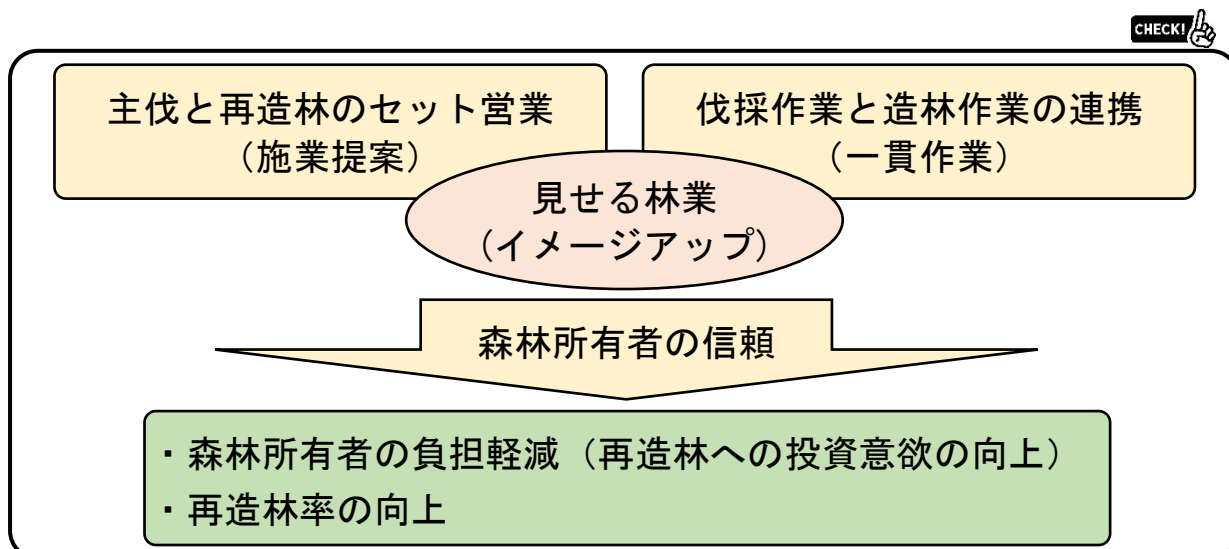 CHECK!
主伐と再造林のセット営業
（施業提案）
伐採作業と造林作業の連携
（一貫作業）
見せる林業
（イメージアップ）
森林所有者の信頼
・森林所有者の負担軽減（再造林への投資意欲の向上）
・再造林率の向上